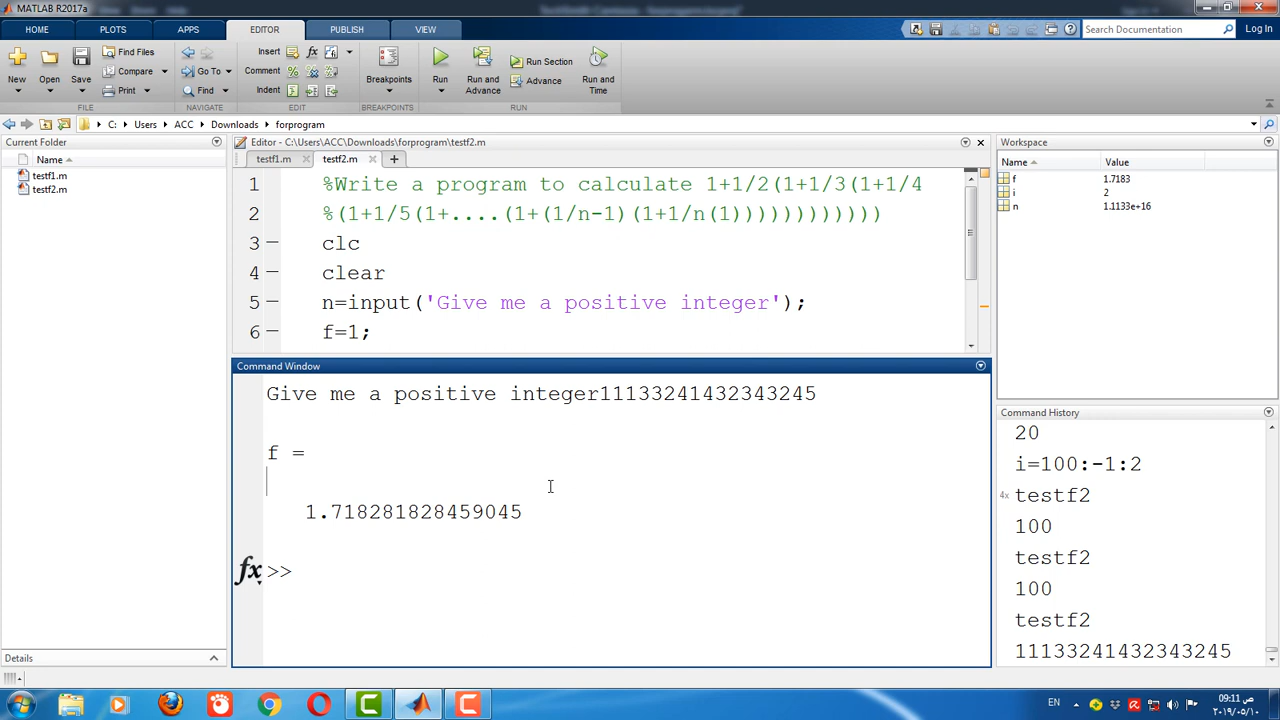 MATLAB R2017a
HOME PLOTS APPS EDITOR PUBLISH VIEW
Search Documentation Log In
New Open Save Find Files Compare Print Go To Find Insert Comment Indent Breakpoints Run Run and Advance Run Section Advance Run and Time
FILE NAVIGATE EDIT BREAKPOINTS RUN
C: Users ACC Downloads forprogram
Current Folder
Name
testf1.m
testf2.m
Details
Editor - C:\Users\ACC\Downloads\forprogram\testf2.m
testf1.m testf2.m
1 %Write a program to calculate 1+1/2(1+1/3(1+1/4
2 %(1+1/5(1+....(1+(1/n-1)(1+1/n(1))))))))))))
3 clc
4 clear
5 n=input('Give me a positive integer');
6 f=1;
Command Window
Give me a positive integer11133241432343245
f =
1.718281828459045
fx >>
Workspace
Name Value
f 1.7183
i 2
n 1.1133e+16
Command History
20
i=100:-1:2
4x testf2
100
testf2
100
testf2
11133241432343245
EN
09:11 ص
٢٠١٩/٠٥/١٠